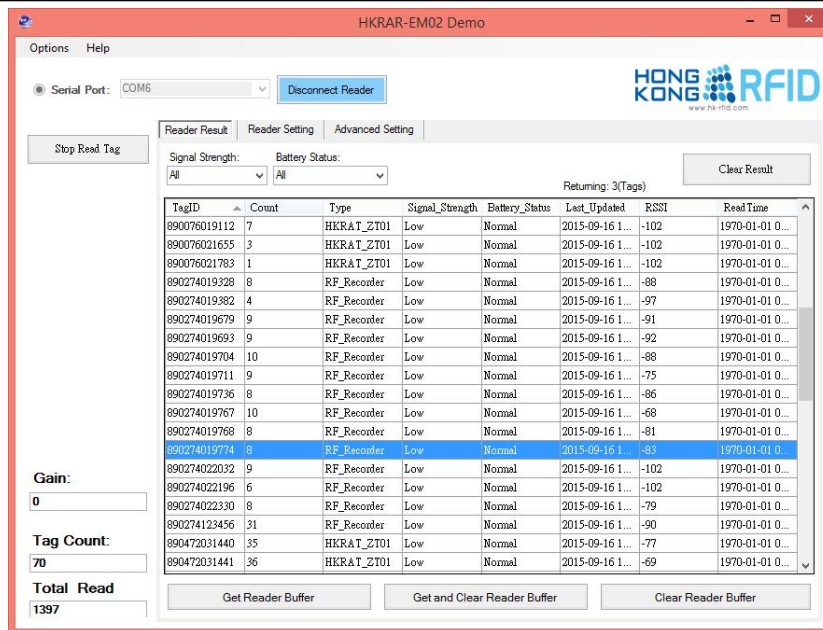 HKRAR-EM02 Demo
Options Help
Serial Port: COM6 Disconnect Reader
HONG KONG RFID
www.hk-rfid.com
Stop Read Tag
Reader Result Reader Setting Advanced Setting
Signal Strength: Battery Status:
All All
Returning: 3(Tags)
Clear Result
TagID Count Type Signal_Strength Battery_Status Last_Updated RSSI ReadTime
890076019112 7 HKRAT_ZT01 Low Normal 2015-09-16 1... -102 1970-01-01 0...
890076021655 3 HKRAT_ZT01 Low Normal 2015-09-16 1... -102 1970-01-01 0...
890076021783 1 HKRAT_ZT01 Low Normal 2015-09-16 1... -102 1970-01-01 0...
890274019328 8 RF_Recorder Low Normal 2015-09-16 1... -88 1970-01-01 0...
890274019382 4 RF_Recorder Low Normal 2015-09-16 1... -97 1970-01-01 0...
890274019679 9 RF_Recorder Low Normal 2015-09-16 1... -91 1970-01-01 0...
890274019693 9 RF_Recorder Low Normal 2015-09-16 1... -92 1970-01-01 0...
890274019704 10 RF_Recorder Low Normal 2015-09-16 1... -88 1970-01-01 0...
890274019711 9 RF_Recorder Low Normal 2015-09-16 1... -75 1970-01-01 0...
890274019736 8 RF_Recorder Low Normal 2015-09-16 1... -86 1970-01-01 0...
890274019767 10 RF_Recorder Low Normal 2015-09-16 1... -68 1970-01-01 0...
890274019768 8 RF_Recorder Low Normal 2015-09-16 1... -81 1970-01-01 0...
890274019774 8 RF_Recorder Low Normal 2015-09-16 1... -83 1970-01-01 0...
890274022032 9 RF_Recorder Low Normal 2015-09-16 1... -102 1970-01-01 0...
890274022196 6 RF_Recorder Low Normal 2015-09-16 1... -102 1970-01-01 0...
890274022330 8 RF_Recorder Low Normal 2015-09-16 1... -79 1970-01-01 0...
890274123456 31 RF_Recorder Low Normal 2015-09-16 1... -90 1970-01-01 0...
890472031440 35 HKRAT_ZT01 Low Normal 2015-09-16 1... -77 1970-01-01 0...
890472031441 36 HKRAT_ZT01 Low Normal 2015-09-16 1... -69 1970-01-01 0...
Gain:
0
Tag Count:
70
Total Read
1397
Get Reader Buffer Get and Clear Reader Buffer Clear Reader Buffer